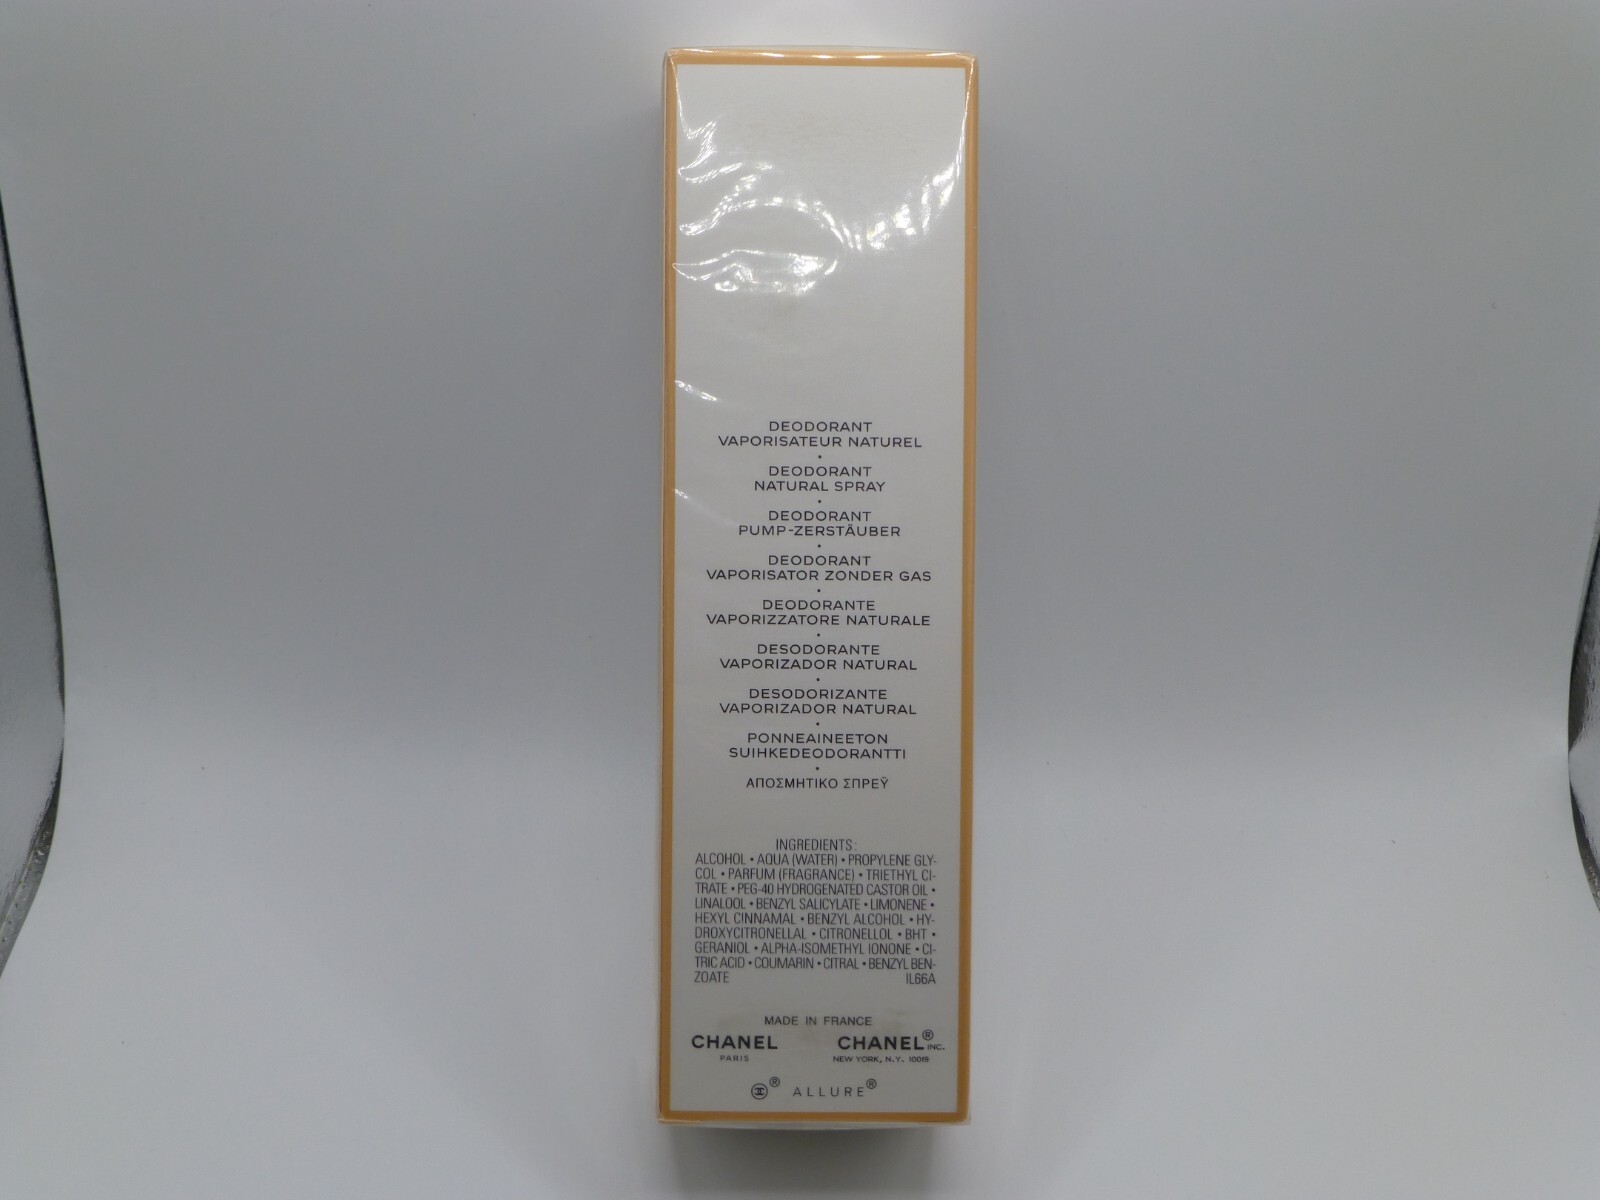 DEODORANT
VAPORISATEUR NATUREL
•
DEODORANT
NATURAL SPRAY
•
DEODORANT
PUMP-ZERSTÄUBER
•
DEODORANT
VAPORISATOR ZONDER GAS
•
DEODORANTE
VAPORIZZATORE NATURALE
•
DESODORANTE
VAPORIZADOR NATURAL
•
DESODORIZANTE
VAPORIZADOR NATURAL
•
PONNEAINEETON
SUIHKEDEODORANTTI
•
ΑΠΟΣΜΗΤΙΚΟ ΣΠΡΕΫ
INGREDIENTS:
ALCOHOL • AQUA (WATER) • PROPYLENE GLY-
COL • PARFUM (FRAGRANCE) • TRIETHYL CI-
TRATE • PEG-40 HYDROGENATED CASTOR OIL •
LINALOOL • BENZYL SALICYLATE • LIMONENE •
HEXYL CINNAMAL • BENZYL ALCOHOL • HY-
DROXYCITRONELLAL • CITRONELLOL • BHT •
GERANIOL • ALPHA-ISOMETHYL IONONE • CI-
TRIC ACID • COUMARIN • CITRAL • BENZYL BEN-
ZOATE IL66A
MADE IN FRANCE
CHANEL CHANEL® INC.
PARIS NEW YORK, N.Y. 10019
® ALLURE®